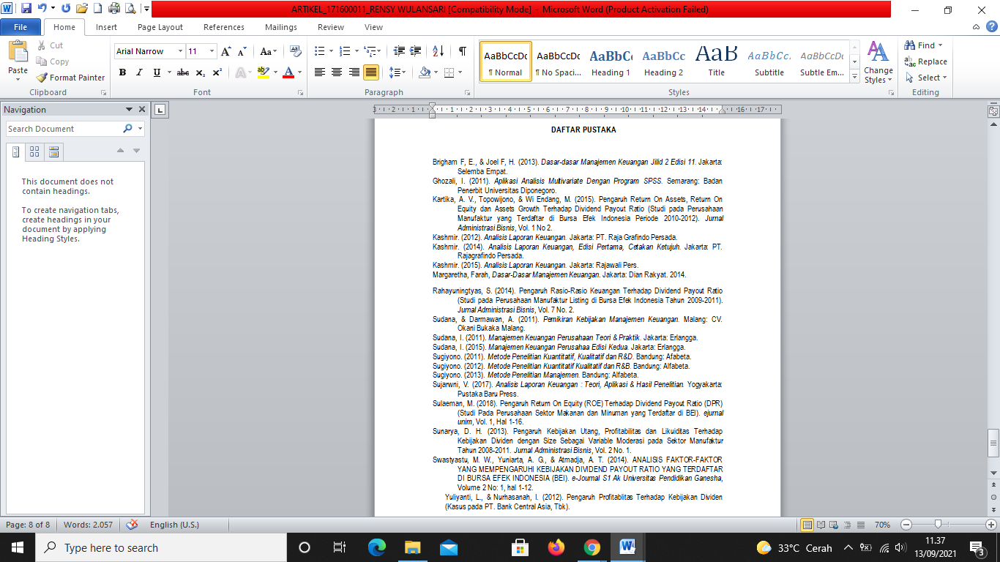 ARTIKEL_171600011_RENSY WULANSARI [Compatibility Mode] - Microsoft Word (Product Activation Failed)
File Home Insert Page Layout References Mailings Review View
Paste
Cut
Copy
Format Painter
Clipboard
Arial Narrow 11
Font
Paragraph
AaBbCcDc AaBbCcDc AaBbC AaBbCc AaB AaBbCc. AaBbCcDc
¶ Normal ¶ No Spaci... Heading 1 Heading 2 Title Subtitle Subtle Em...
Change Styles
Styles
Find
Replace
Select
Editing
Navigation
Search Document
This document does not
contain headings.
To create navigation tabs,
create headings in your
document by applying
Heading Styles.
3 2 1 1 2 3 4 5 6 7 8 9 10 11 12 13 14 16 17
DAFTAR PUSTAKA
Brigham F, E., & Joel F, H. (2013). Dasar-dasar Manajemen Keuangan Jilid 2 Edisi 11. Jakarta:
Selemba Empat.
Ghozali, I. (2011). Aplikasi Analisis Multivariate Dengan Program SPSS. Semarang: Badan
Penerbit Universitas Diponegoro.
Kartika, A. V., Topowijono, & Wi Endang, M. (2015). Pengaruh Return On Assets, Return On
Equity dan Assets Growth Terhadap Dividend Payout Ratio (Studi pada Perusahaan
Manufaktur yang Terdaftar di Bursa Efek Indonesia Periode 2010-2012). Jurnal
Administrasi Bisnis, Vol. 1 No 2.
Kashmir. (2012). Analisis Laporan Keuangan. Jakarta: PT. Raja Grafindo Persada.
Kashmir. (2014). Analisis Laporan Keuangan, Edisi Pertama, Cetakan Ketujuh. Jakarta: PT.
Rajagrafindo Persada.
Kashmir. (2015). Analisis Laporan Keuangan. Jakarta: Rajawali Pers.
Margaretha, Farah, Dasar-Dasar Manajemen Keuangan. Jakarta: Dian Rakyat. 2014.
Rahayuningtyas, S. (2014). Pengaruh Rasio-Rasio Keuangan Terhadap Dividend Payout Ratio
(Studi pada Perusahaan Manufaktur Listing di Bursa Efek Indonesia Tahun 2009-2011).
Jurnal Administrasi Bisnis, Vol. 7 No. 2.
Sudana, & Darmawan, A. (2011). Pemikiran Kebijakan Manajemen Keuangan. Malang: CV.
Okani Bukaka Malang.
Sudana, I. (2011). Manajemen Keuangan Perusahaan Teori & Praktik. Jakarta: Erlangga.
Sudana, I. (2015). Manajemen Keuangan Perusahaa Edisi Kedua. Jakarta: Erlangga.
Sugiyono. (2011). Metode Penelitian Kuantitatif, Kualitatif dan R&D. Bandung: Afabeta.
Sugiyono. (2012). Metode Penelitian Kuantitatif Kualitatif dan R&B. Bandung: Alfabeta.
Sugiyono. (2013). Metode Penelitian Manajemen. Bandung: Alfabeta.
Sujarwni, V. (2017). Analisis Laporan Keuangan : Teori, Aplikasi & Hasil Penelitian. Yogyakarta:
Pustaka Baru Press.
Sulaeman, M. (2018). Pengaruh Return On Equity (ROE) Terhadap Dividend Payout Ratio (DPR)
(Studi Pada Perusahaan Sektor Makanan dan Minuman yang Terdaftar di BEI). ejurnal
unim, Vol. 1, Hal 1-16.
Sunarya, D. H. (2013). Pengaruh Kebijakan Utang, Profitabilitas dan Likuiditas Terhadap
Kebijakan Dividen dengan Size Sebagai Variable Moderasi pada Sektor Manufaktur
Tahun 2008-2011. Jurnal Administrasi Bisnis, Vol. 2 No. 1.
Swastyastu, M. W., Yuniarta, A. G., & Atmadja, A. T. (2014). ANALISIS FAKTOR-FAKTOR
YANG MEMPENGARUHI KEBIJAKAN DIVIDEND PAYOUT RATIO YANG TERDAFTAR
DI BURSA EFEK INDONESIA (BEI). e-Journal S1 Ak Universitas Pendidikan Ganesha,
Volume 2 No: 1, hal 1-12.
Yuliyanti, L., & Nurhasanah, I. (2012). Pengaruh Profitablitas Terhadap Kebijakan Dividen
(Kasus pada PT. Bank Central Asia, Tbk).
Page: 8 of 8 Words: 2.057 English (U.S.) 70%
Type here to search
33°C Cerah
11.37
13/09/2021
3